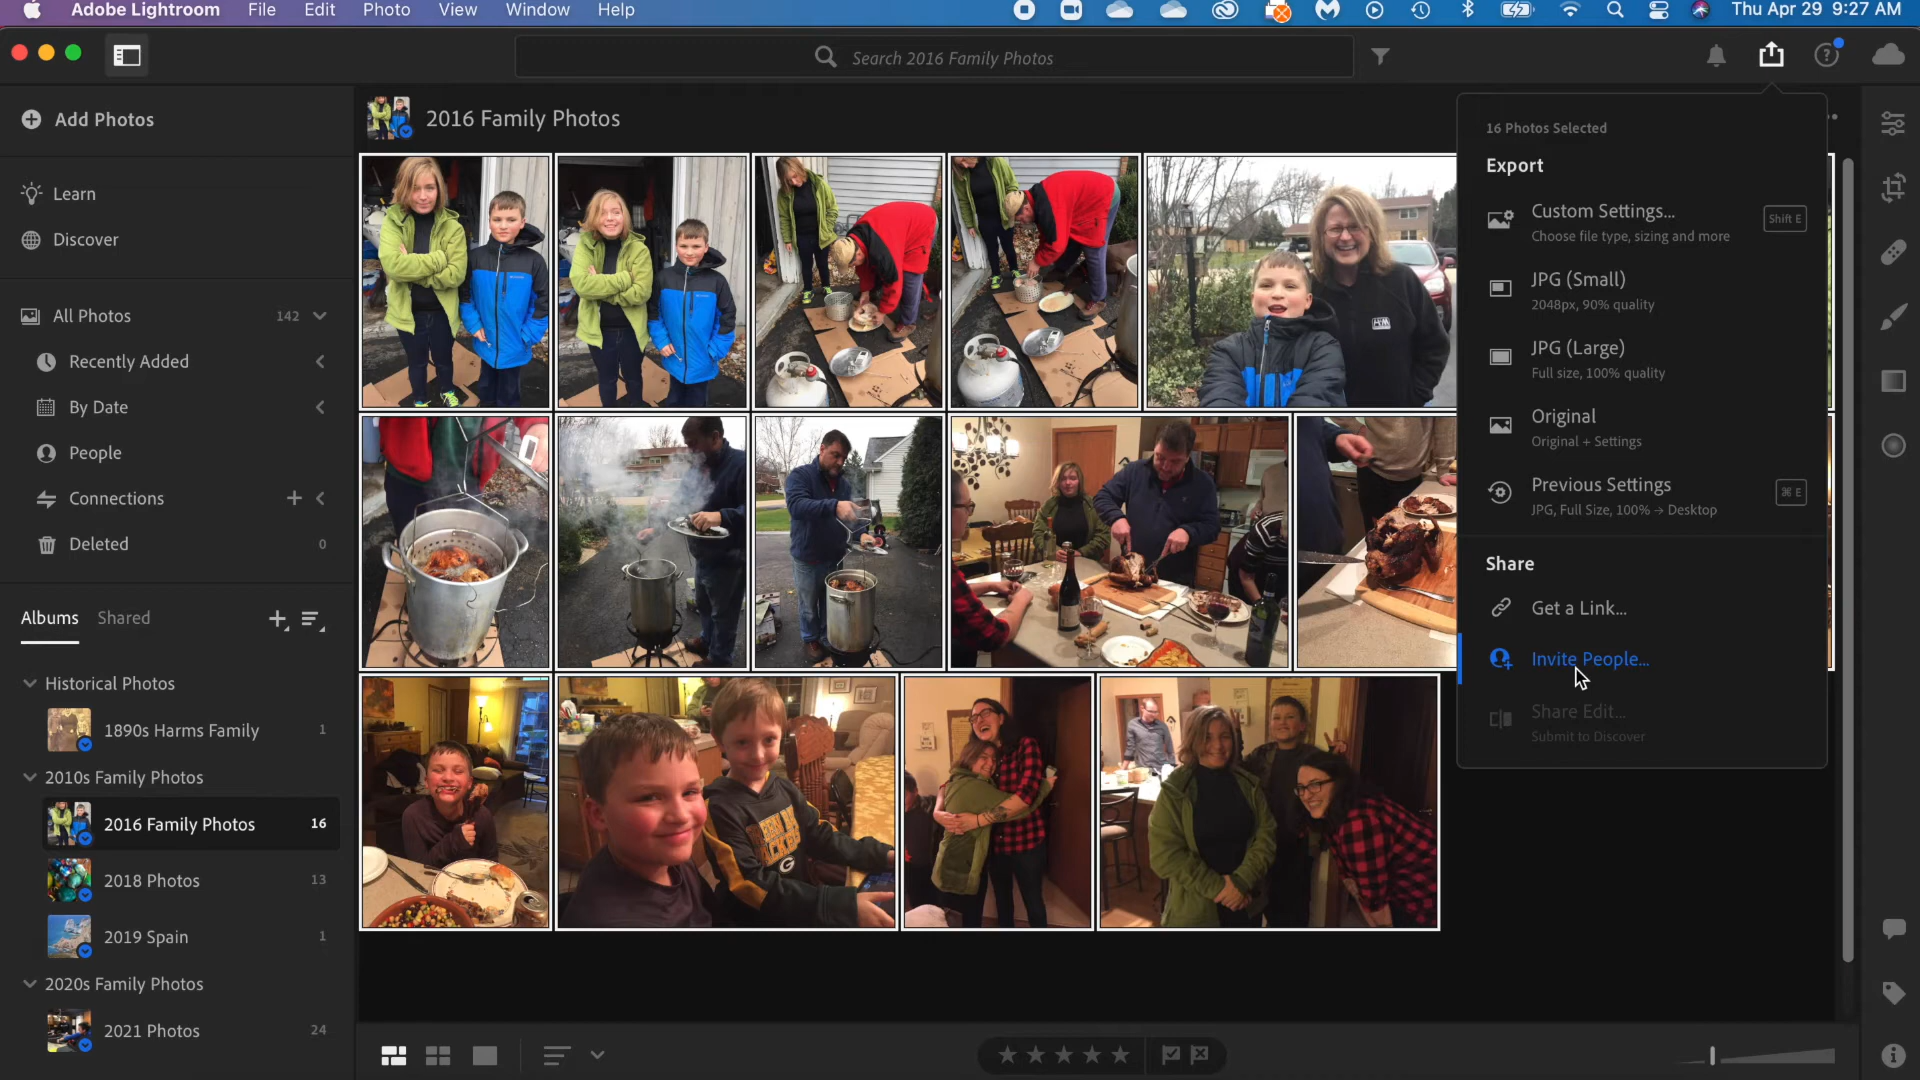 Adobe Lightroom File Edit Photo View Window Help Thu Apr 29 9:27 AM
Search 2016 Family Photos
Add Photos
2016 Family Photos
Learn
Discover
All Photos 142
Recently Added
By Date
People
Connections
Deleted 0
Albums Shared
Historical Photos
1890s Harms Family 1
2010s Family Photos
2016 Family Photos 16
2018 Photos 13
2019 Spain 1
2020s Family Photos
2021 Photos 24
16 Photos Selected
Export
Custom Settings... Shift E
Choose file type, sizing and more
JPG (Small)
2048px, 90% quality
JPG (Large)
Full size, 100% quality
Original
Original + Settings
Previous Settings ⌘ E
JPG, Full Size, 100% → Desktop
Share
Get a Link...
Invite People...
Share Edit...
Submit to Discover